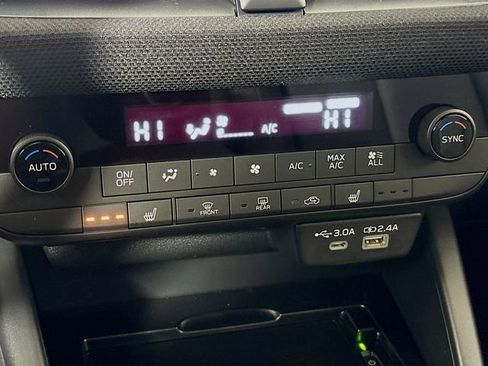 HI A/C HI
AUTO
SYNC
ON/
OFF
A/C
MAX
A/C
ALL
FRONT
REAR
3.0A
2.4A